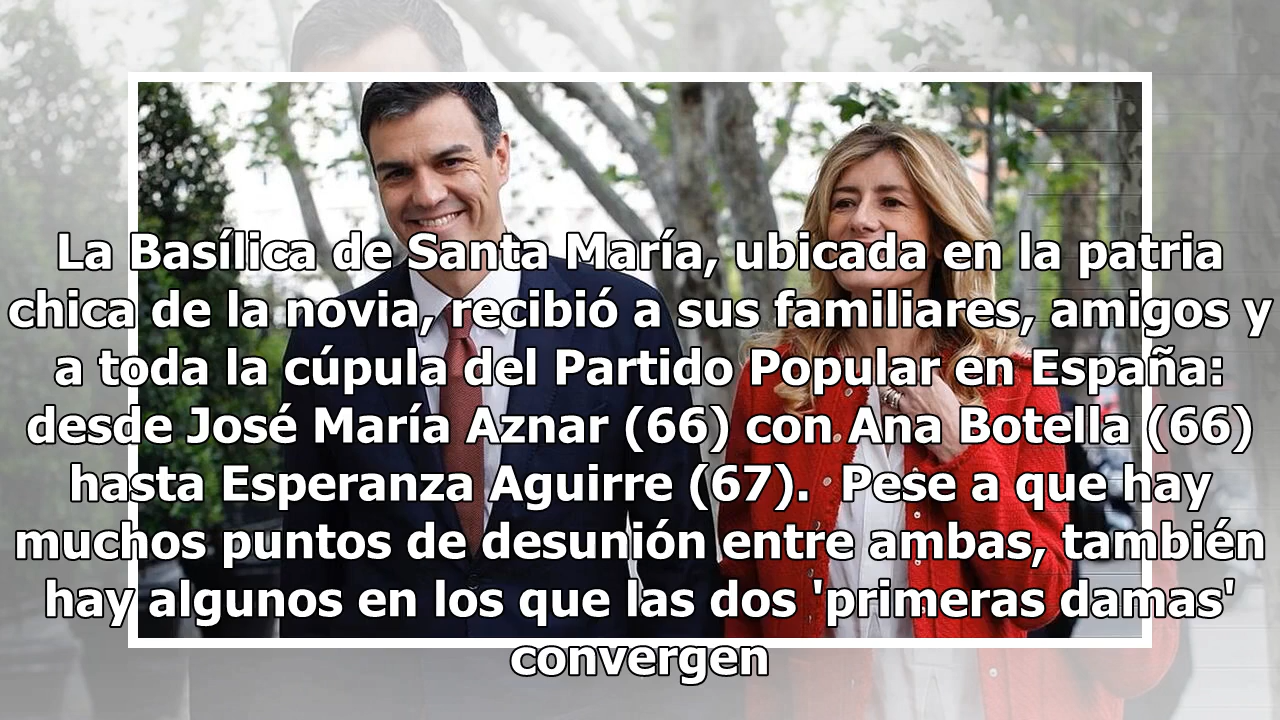 La Basílica de Santa María, ubicada en la patria
chica de la novia, recibió a sus familiares, amigos y
a toda la cúpula del Partido Popular en España:
desde José María Aznar (66) con Ana Botella (66)
hasta Esperanza Aguirre (67).  Pese a que hay
muchos puntos de desunión entre ambas, también
hay algunos en los que las dos 'primeras damas'
convergen